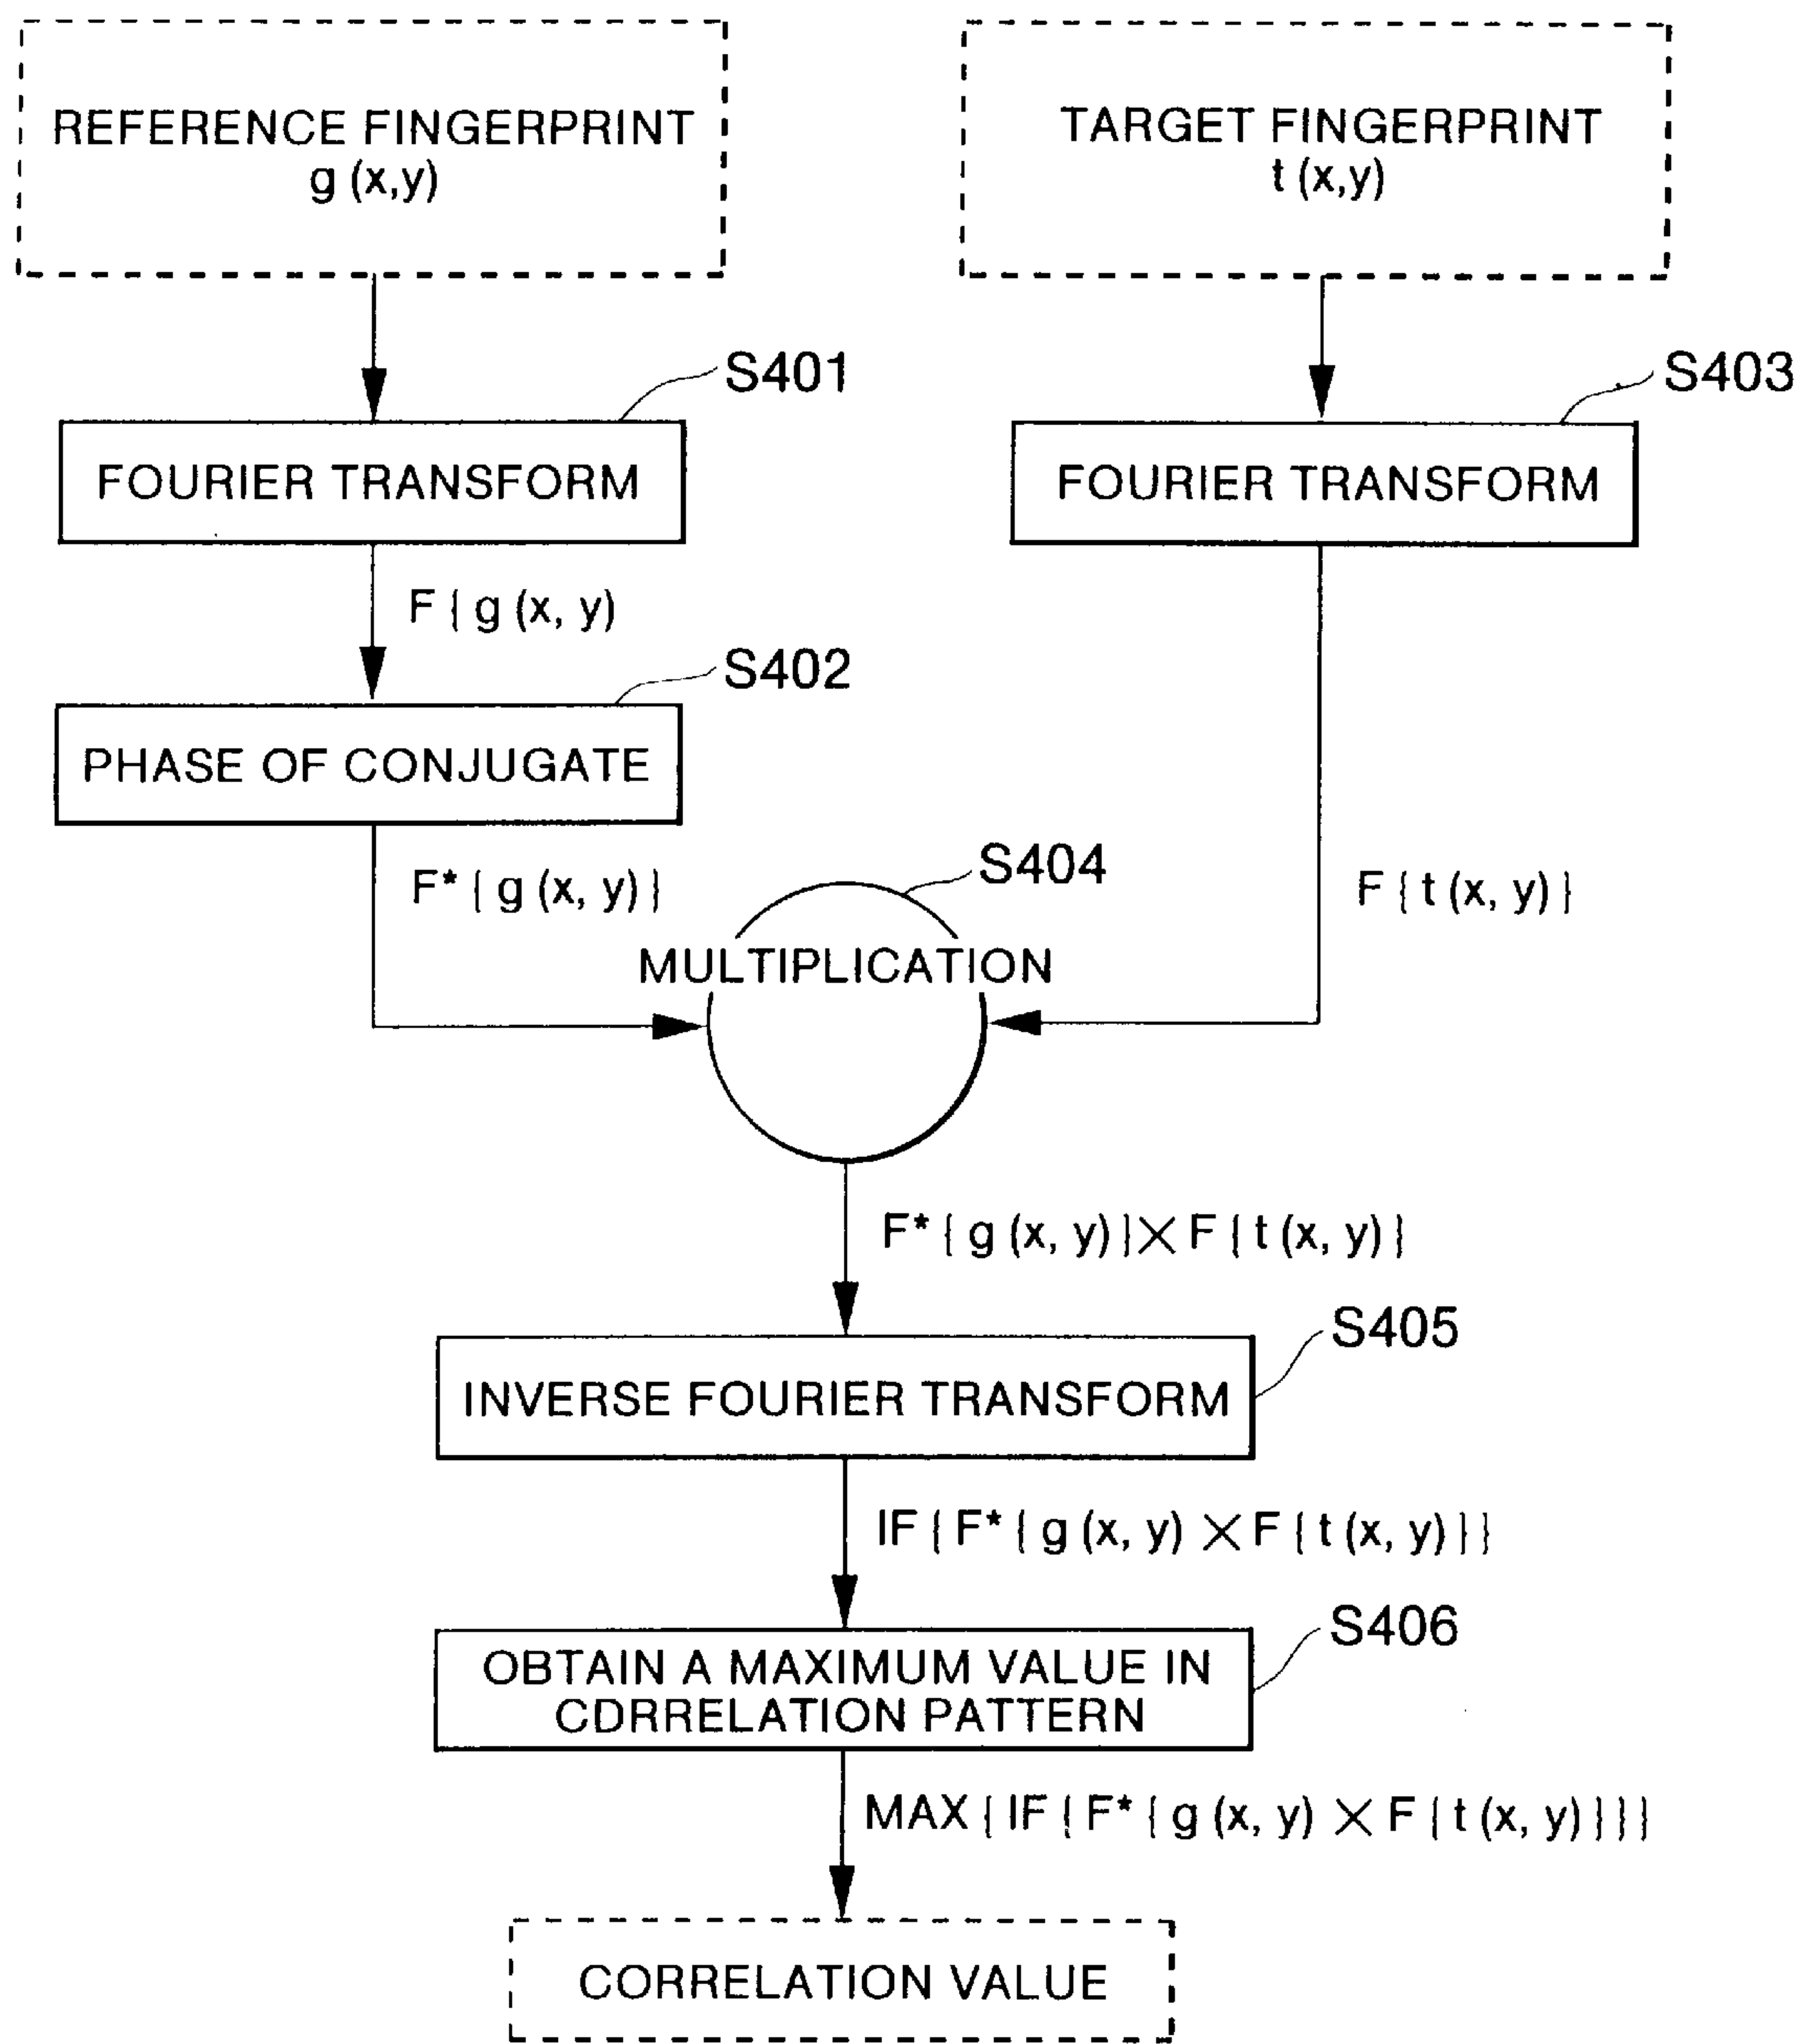 REFERENCE FINGERPRINT
g (x,y)
TARGET FINGERPRINT
t (x,y)
S401
S403
FOURIER TRANSFORM
FOURIER TRANSFORM
F { g (x, y)
S402
PHASE OF CONJUGATE
F* { g (x, y) }
S404
F { t (x, y) }
MULTIPLICATION
F* { g (x, y) } × F { t (x, y) }
S405
INVERSE FOURIER TRANSFORM
IF { F* { g (x, y) × F { t (x, y) } }
S406
OBTAIN A MAXIMUM VALUE IN
CDRRELATION PATTERN
MAX { IF { F* { g (x, y) × F { t (x, y) } } }
CORRELATION VALUE